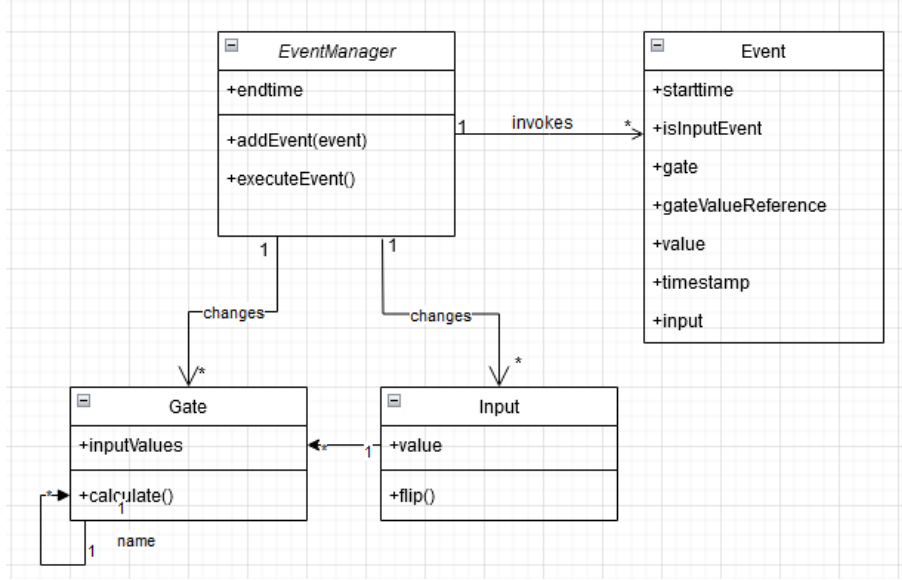 EventManager
+endtime
+addEvent(event)
+executeEvent()
1
invokes
*
Event
+starttime
+isInputEvent
+gate
+gateValueReference
+value
+timestamp
+input
1
1
changes
changes
*
*
Gate
+inputValues
+calculate()
*
1
Input
+value
+flip()
*
1
1
name